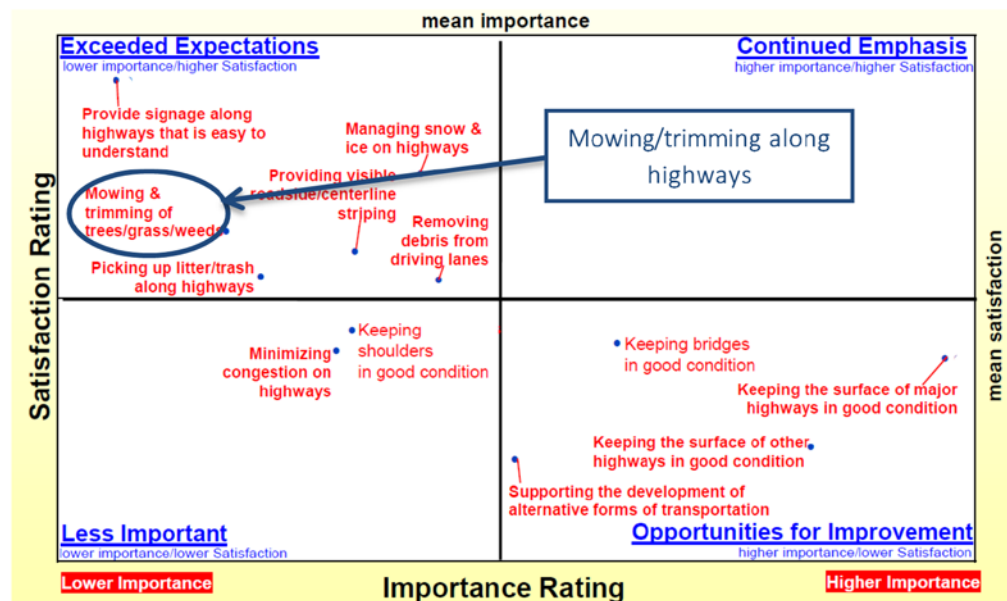 mean importance
Exceeded Expectations
lower importance/higher Satisfaction)
Continued Emphasis
higher importance/higher Satisfaction)
Provide signage along
highways that is easy to
understand
Managing snow &
ice on highways
Mowing/trimming along
highways
Mowing &
trimming of
trees/grass/weeds
Providing visible
roadside/centerline
striping
Removing
debris from
driving lanes
Picking up litter/trash
along highways
Satisfaction Rating
mean satisfaction
Keeping
shoulders
in good condition
Minimizing
congestion on
highways
Keeping bridges
in good condition
Keeping the surface of major
highways in good condition
Keeping the surface of other
highways in good condition
Supporting the development of
alternative forms of transportation
Less Important
lower importance/lower Satisfaction)
Opportunities for Improvement
higher importance/lower Satisfaction)
Lower Importance
Importance Rating
Higher Importance